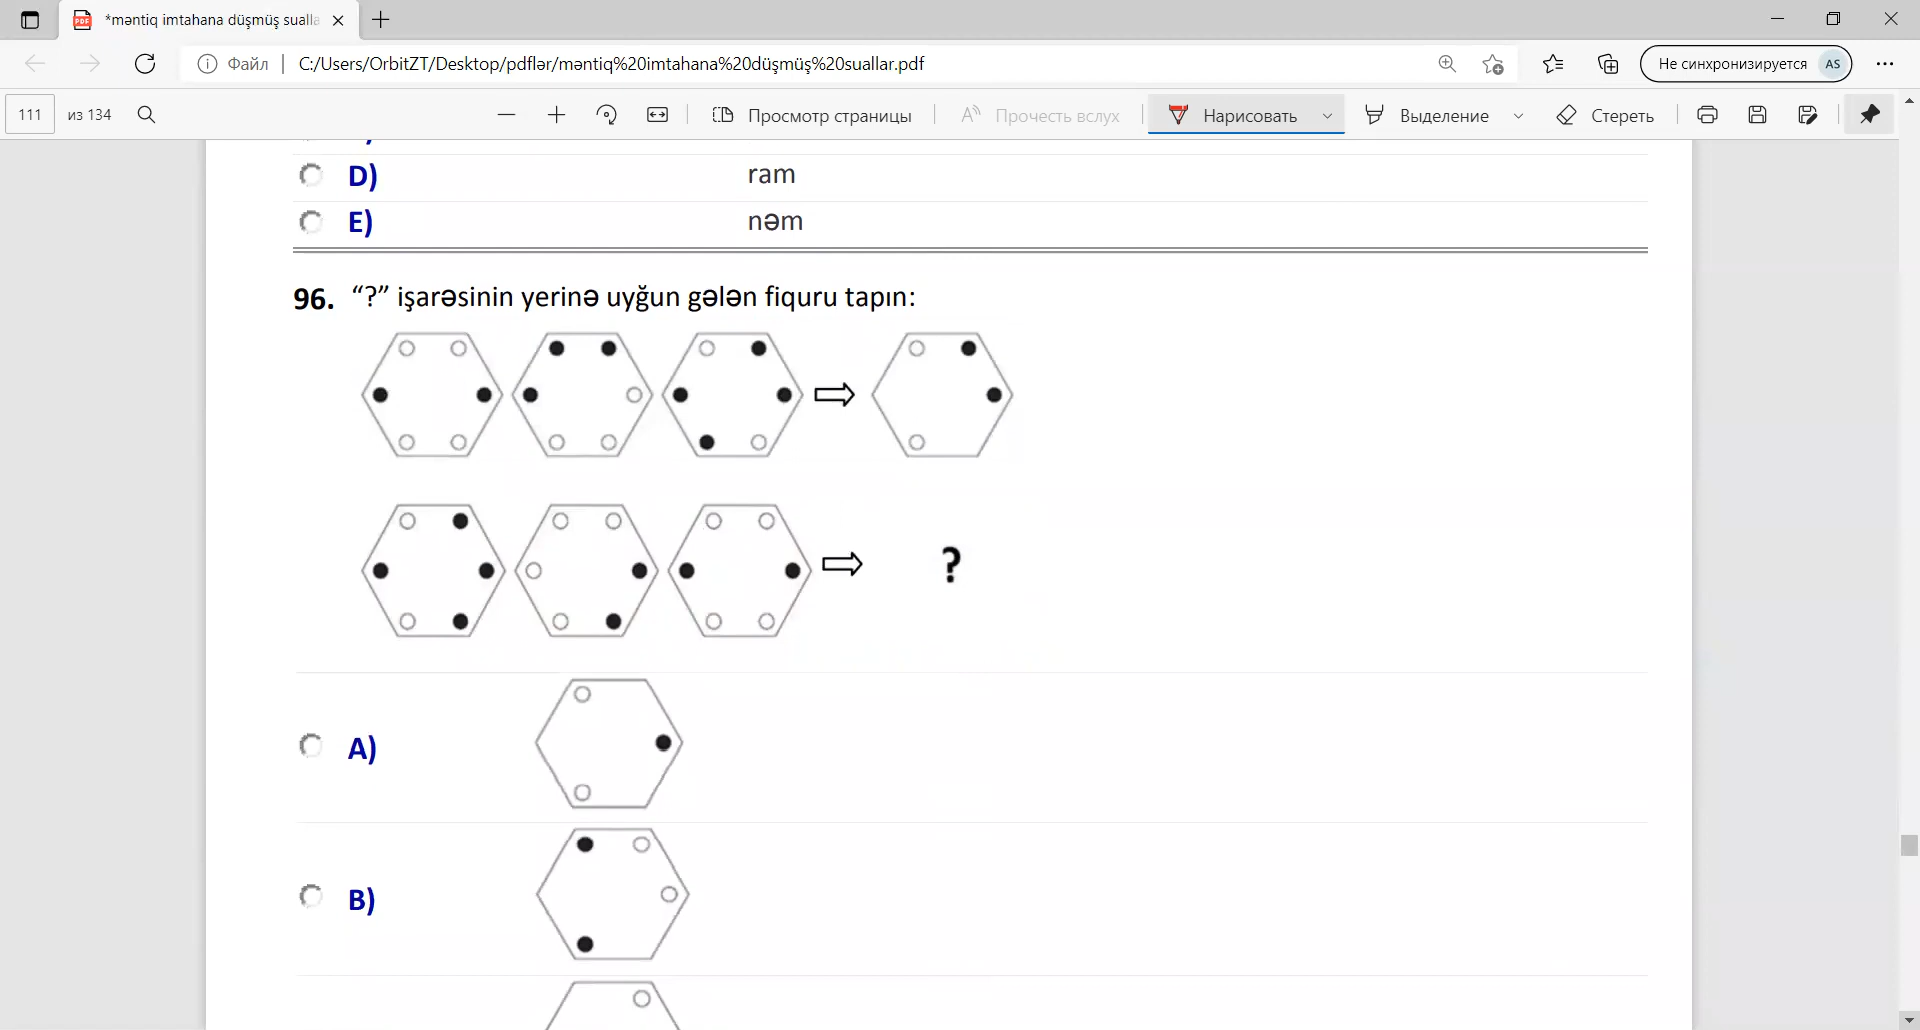 *məntiq imtahana düşmüş sualla
Файл
C:/Users/OrbitZT/Desktop/pdflər/məntiq%20imtahana%20düşmüş%20suallar.pdf
Не синхронизируется AS
111 из 134
Просмотр страницы
Прочесть вслух
Нарисовать
Выделение
Стереть
D) ram
E) nəm
96. “?” işarəsinin yerinə uyğun gələn fiquru tapın:
?
A)
B)